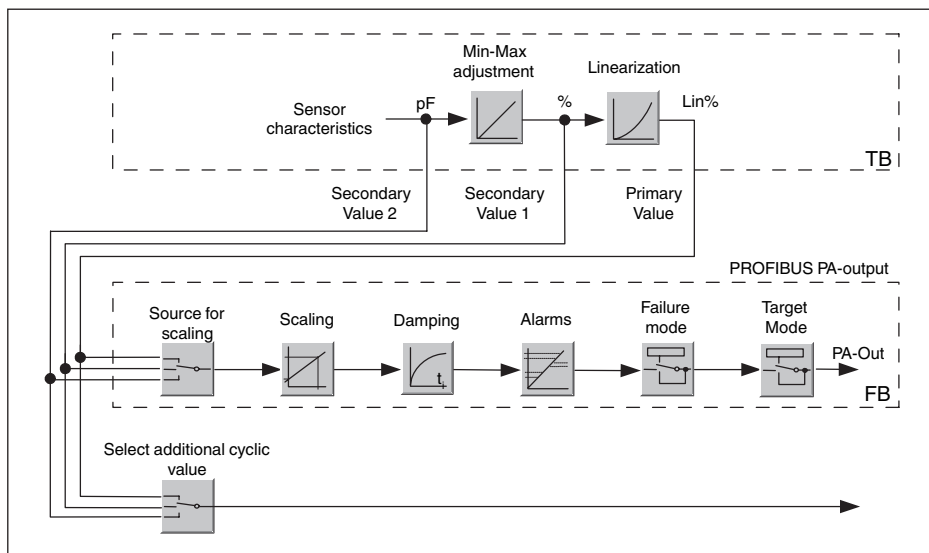 Min-Max
adjustment
Linearization
Sensor
characteristics
pF
%
Lin%
TB
Secondary
Value 2
Secondary
Value 1
Primary
Value
PROFIBUS PA-output
Source for
scaling
Scaling
Damping
Alarms
Failure
mode
Target
Mode
t
PA-Out
FB
Select additional cyclic
value